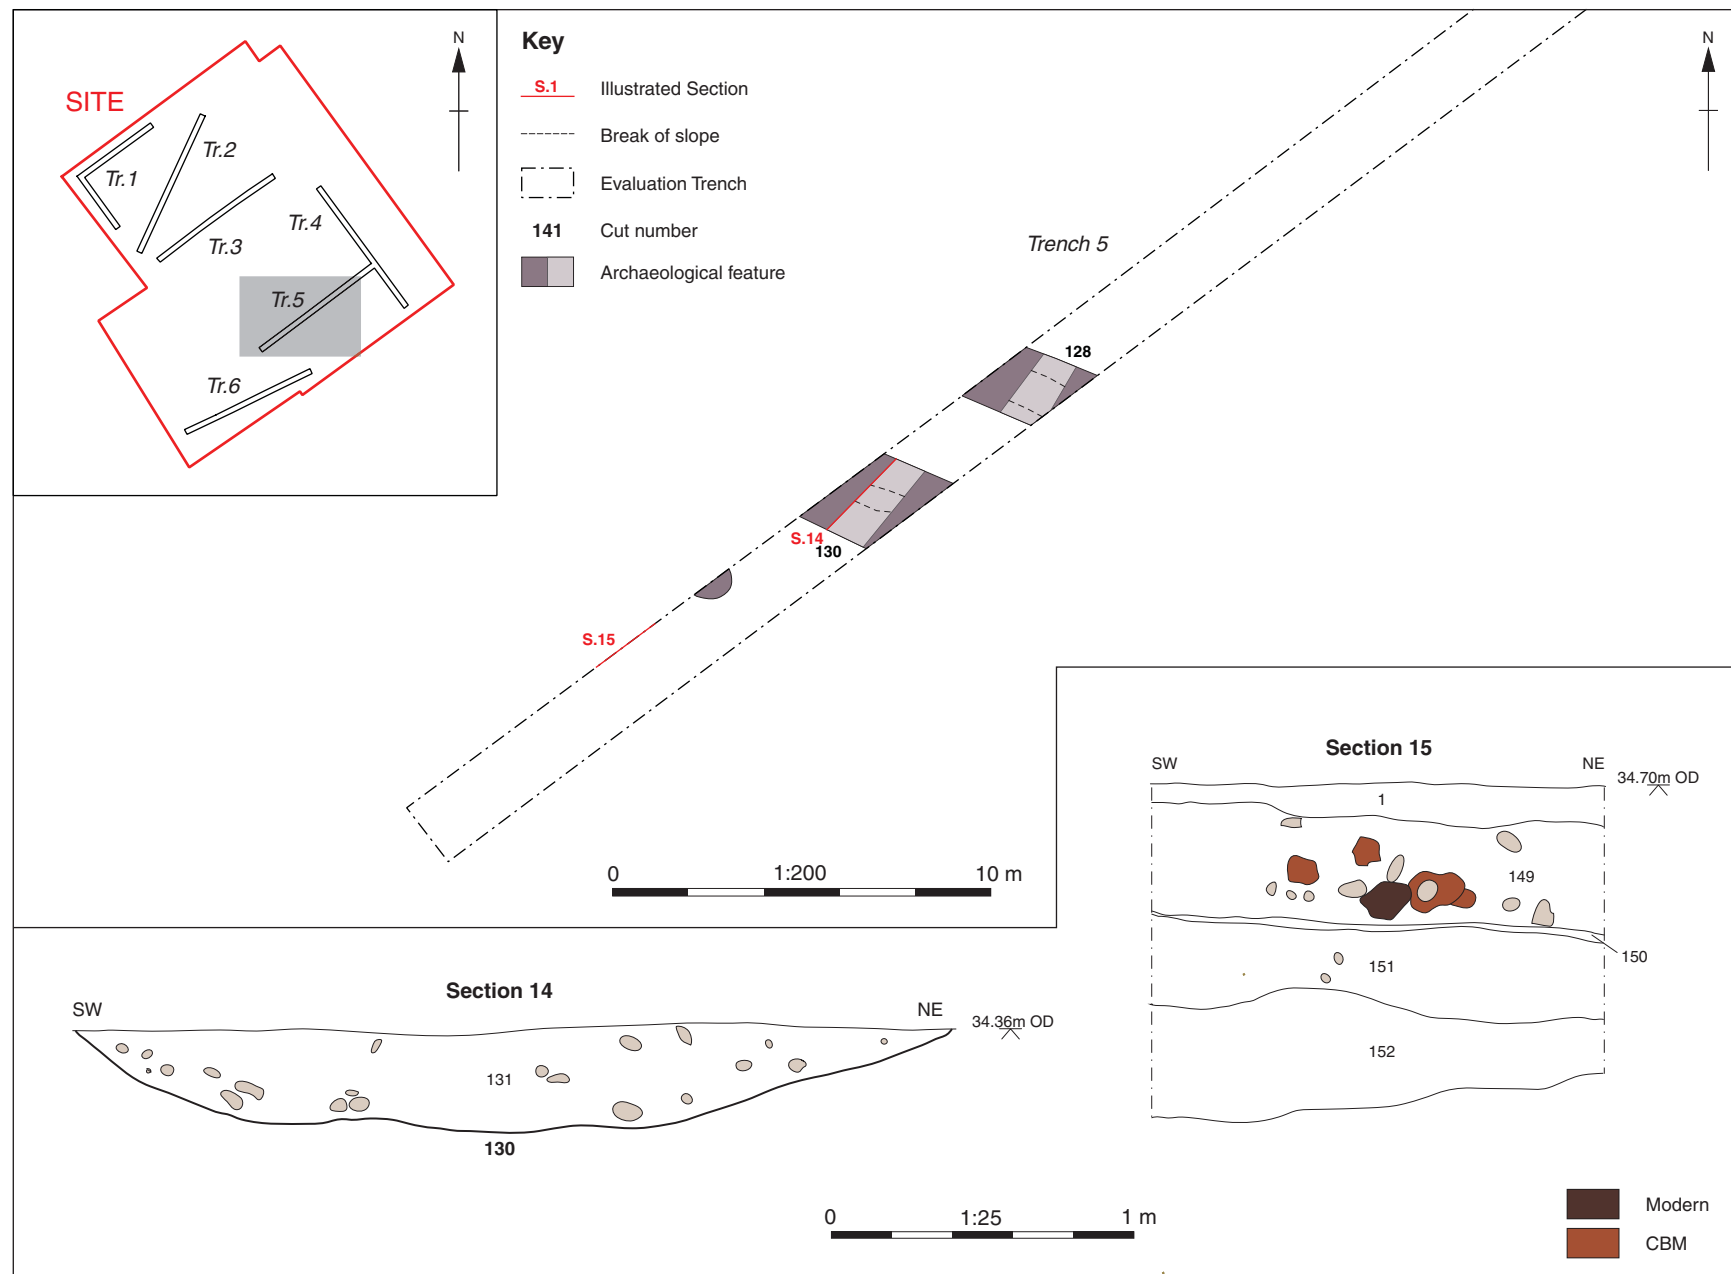 SITE
N
Tr.1
Tr.2
Tr.3
Tr.4
Tr.5
Tr.6
Key
S.1 Illustrated Section
Break of slope
Evaluation Trench
141 Cut number
Archaeological feature
N
Trench 5
128
S.14
130
S.15
0 1:200 10 m
Section 15
SW NE
34.70m OD
1
149
150
151
152
Section 14
SW NE
34.36m OD
131
130
0 1:25 1 m
Modern
CBM